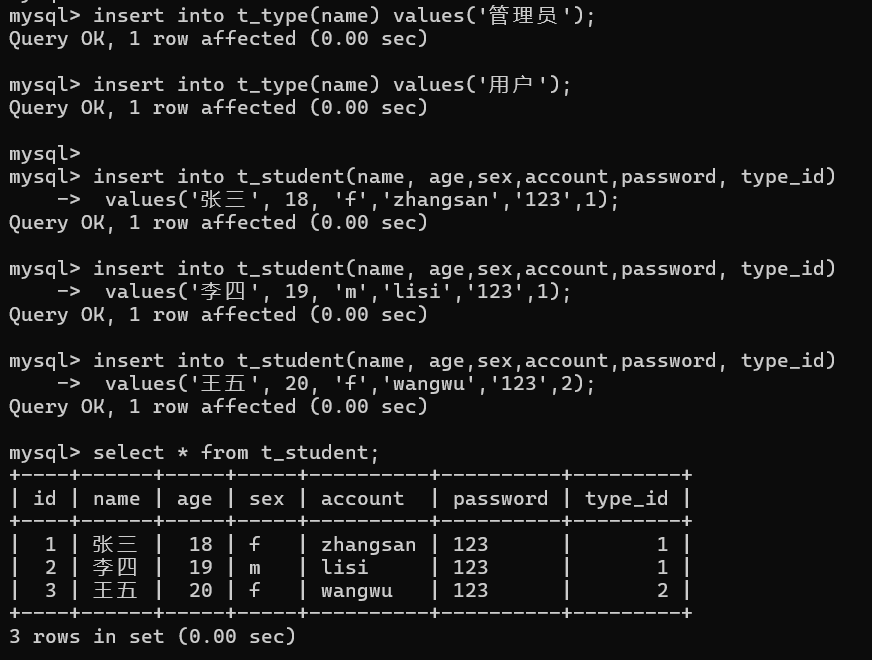 mysql> insert into t_type(name) values('管理员');
Query OK, 1 row affected (0.00 sec)
mysql> insert into t_type(name) values('用户');
Query OK, 1 row affected (0.00 sec)
mysql>
mysql> insert into t_student(name, age,sex,account,password, type_id)
    ->  values('张三', 18, 'f','zhangsan','123',1);
Query OK, 1 row affected (0.00 sec)
mysql> insert into t_student(name, age,sex,account,password, type_id)
    ->  values('李四', 19, 'm','lisi','123',1);
Query OK, 1 row affected (0.00 sec)
mysql> insert into t_student(name, age,sex,account,password, type_id)
    ->  values('王五', 20, 'f','wangwu','123',2);
Query OK, 1 row affected (0.00 sec)
mysql> select * from t_student;
+----+------+-----+-----+----------+----------+---------+
| id | name | age | sex | account  | password | type_id |
+----+------+-----+-----+----------+----------+---------+
|  1 | 张三 |  18 | f   | zhangsan | 123      |       1 |
|  2 | 李四 |  19 | m   | lisi     | 123      |       1 |
|  3 | 王五 |  20 | f   | wangwu   | 123      |       2 |
+----+------+-----+-----+----------+----------+---------+
3 rows in set (0.00 sec)